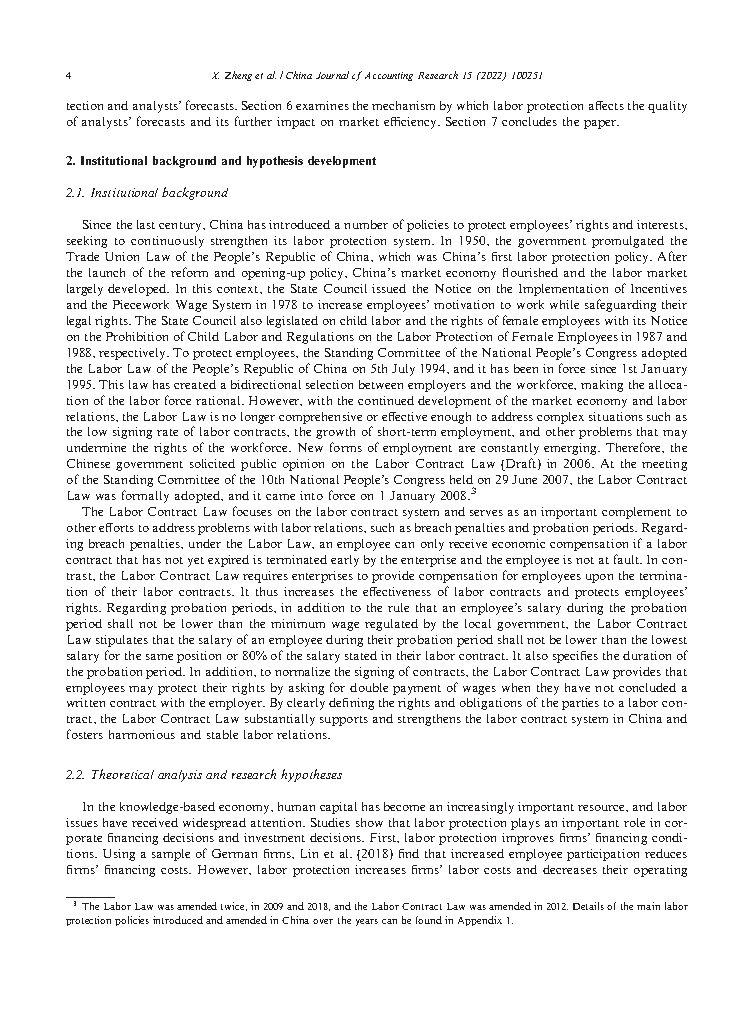 4
X. Zheng et al. / China Journal of Accounting Research 15 (2022) 100251
tection and analysts' forecasts. Section 6 examines the mechanism by which labor protection affects the quality
of analysts' forecasts and its further impact on market efficiency. Section 7 concludes the paper.
2. Institutional background and hypothesis development
2.1. Institutional background
Since the last century, China has introduced a number of policies to protect employees' rights and interests,
seeking to continuously strengthen its labor protection system. In 1950, the government promulgated the
Trade Union Law of the People's Republic of China, which was China's first labor protection policy. After
the launch of the reform and opening-up policy, China's market economy flourished and the labor market
largely developed. In this context, the State Council issued the Notice on the Implementation of Incentives
and the Piecework Wage System in 1978 to increase employees' motivation to work while safeguarding their
legal rights. The State Council also legislated on child labor and the rights of female employees with its Notice
on the Prohibition of Child Labor and Regulations on the Labor Protection of Female Employees in 1987 and
1988, respectively. To protect employees, the Standing Committee of the National People's Congress adopted
the Labor Law of the People's Republic of China on 5th July 1994, and it has been in force since 1st January
1995. This law has created a bidirectional selection between employers and the workforce, making the alloca-
tion of the labor force rational. However, with the continued development of the market economy and labor
relations, the Labor Law is no longer comprehensive or effective enough to address complex situations such as
the low signing rate of labor contracts, the growth of short-term employment, and other problems that may
undermine the rights of the workforce. New forms of employment are constantly emerging. Therefore, the
Chinese government solicited public opinion on the Labor Contract Law (Draft) in 2006. At the meeting
of the Standing Committee of the 10th National People's Congress held on 29 June 2007, the Labor Contract
Law was formally adopted, and it came into force on 1 January 2008.3
The Labor Contract Law focuses on the labor contract system and serves as an important complement to
other efforts to address problems with labor relations, such as breach penalties and probation periods. Regard-
ing breach penalties, under the Labor Law, an employee can only receive economic compensation if a labor
contract that has not yet expired is terminated early by the enterprise and the employee is not at fault. In con-
trast, the Labor Contract Law requires enterprises to provide compensation for employees upon the termina-
tion of their labor contracts. It thus increases the effectiveness of labor contracts and protects employees'
rights. Regarding probation periods, in addition to the rule that an employee's salary during the probation
period shall not be lower than the minimum wage regulated by the local government, the Labor Contract
Law stipulates that the salary of an employee during their probation period shall not be lower than the lowest
salary for the same position or 80% of the salary stated in their labor contract. It also specifies the duration of
the probation period. In addition, to normalize the signing of contracts, the Labor Contract Law provides that
employees may protect their rights by asking for double payment of wages when they have not concluded a
written contract with the employer. By clearly defining the rights and obligations of the parties to a labor con-
tract, the Labor Contract Law substantially supports and strengthens the labor contract system in China and
fosters harmonious and stable labor relations.
2.2. Theoretical analysis and research hypotheses
In the knowledge-based economy, human capital has become an increasingly important resource, and labor
issues have received widespread attention. Studies show that labor protection plays an important role in cor-
porate financing decisions and investment decisions. First, labor protection improves firms' financing condi-
tions. Using a sample of German firms, Lin et al. (2018) find that increased employee participation reduces
firms' financing costs. However, labor protection increases firms' labor costs and decreases their operating
3 The Labor Law was amended twice, in 2009 and 2018, and the Labor Contract Law was amended in 2012. Details of the main labor
protection policies introduced and amended in China over the years can be found in Appendix 1.